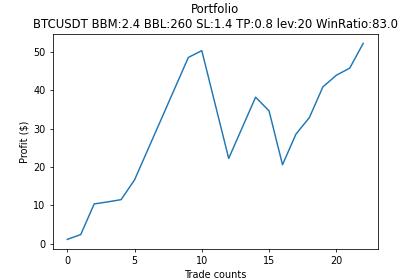 Portfolio
BTCUSDT BBM:2.4 BBL:260 SL:1.4 TP:0.8 lev:20 WinRatio:83.0
50
40
30
20
10
0
Profit ($)
0 5 10 15 20
Trade counts